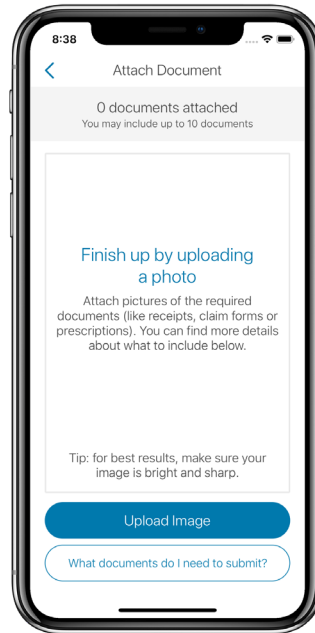 8:38
Attach Document
0 documents attached
You may include up to 10 documents
Finish up by uploading
a photo
Attach pictures of the required
documents (like receipts, claim forms or
prescriptions). You can find more details
about what to include below.
Tip: for best results, make sure your
image is bright and sharp.
Upload Image
What documents do I need to submit?